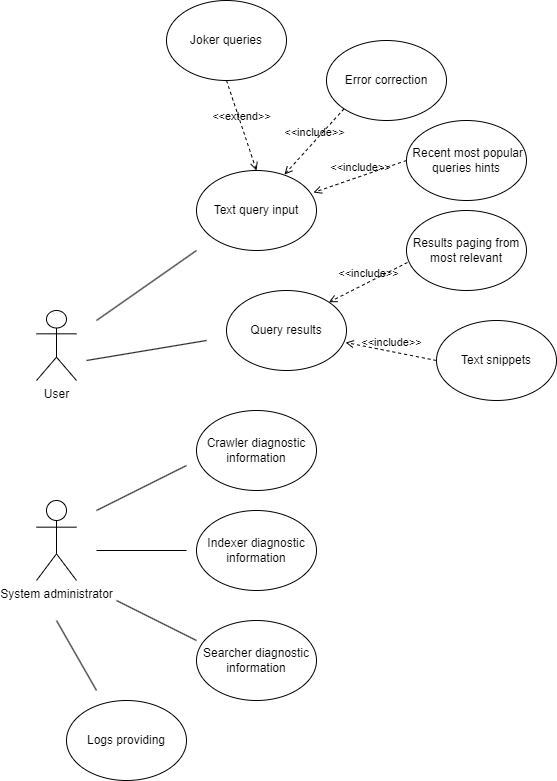 Joker queries
Error correction
<<extend>>
<<include>>
Recent most popular
queries hints
<<include>>
Text query input
Results paging from
most relevant
<<include>>
Query results
<<include>>
Text snippets
User
Crawler diagnostic
information
Indexer diagnostic
information
System administrator
Searcher diagnostic
information
Logs providing